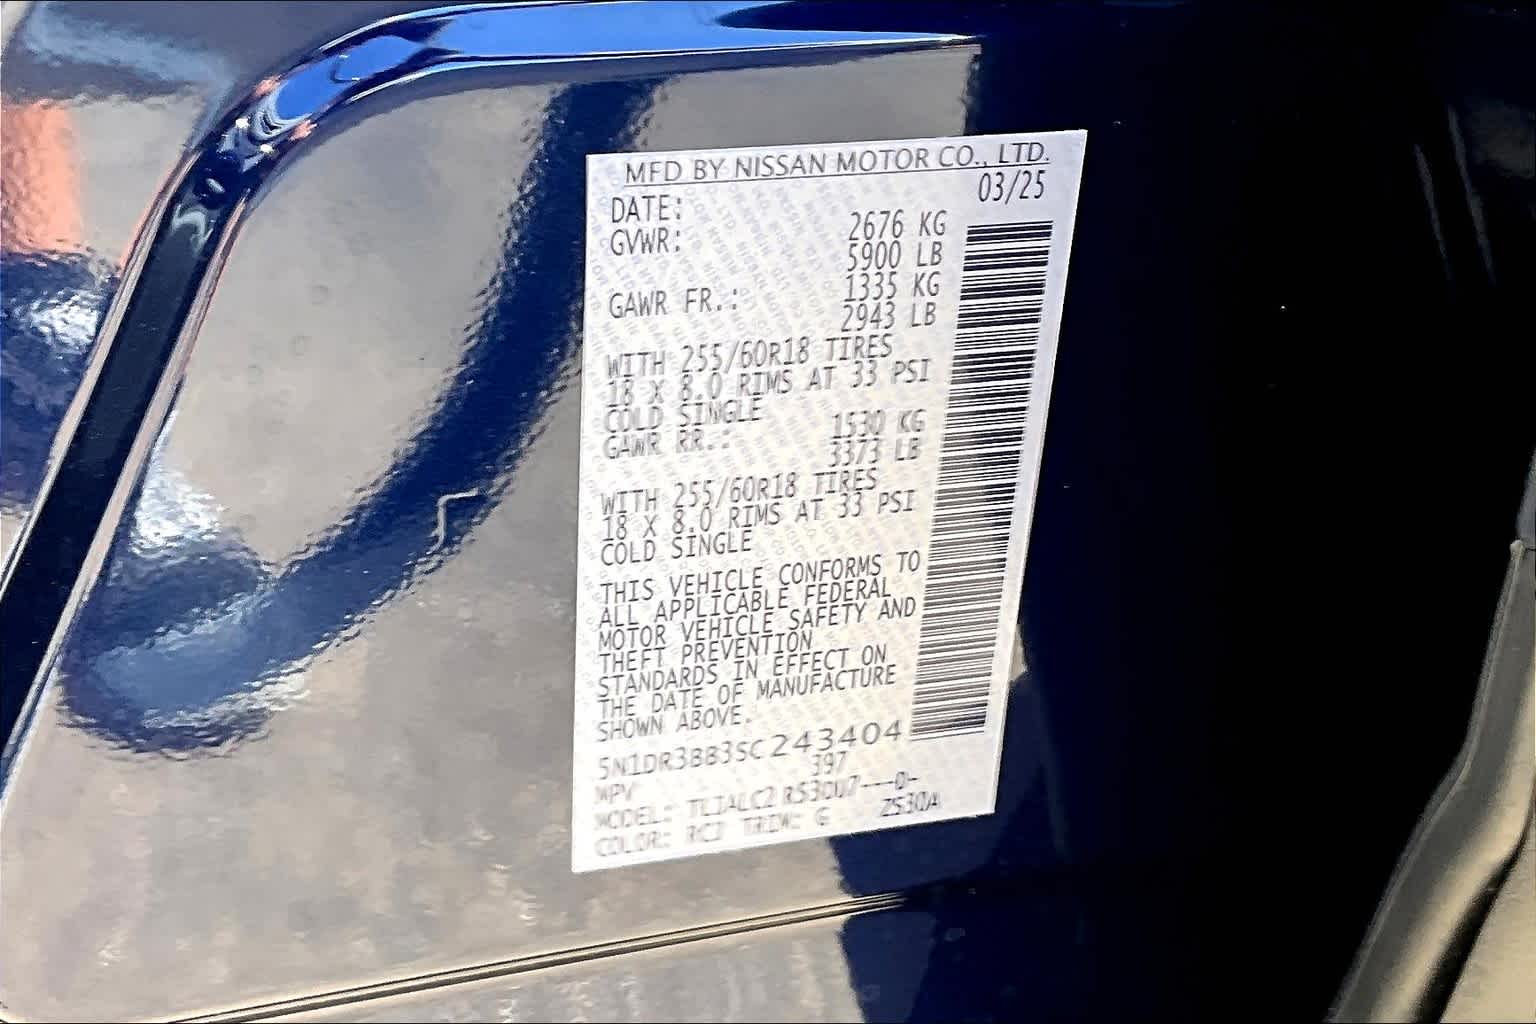 MFD BY NISSAN MOTOR CO., LTD.
DATE: 03/25
GVWR: 2676 KG
5900 LB
GAWR FR.: 1335 KG
2943 LB
WITH 255/60R18 TIRES
18 X 8.0 RIMS AT 33 PSI
COLD SINGLE
GAWR RR.: 1530 KG
3373 LB
WITH 255/60R18 TIRES
18 X 8.0 RIMS AT 33 PSI
COLD SINGLE
THIS VEHICLE CONFORMS TO
ALL APPLICABLE FEDERAL
MOTOR VEHICLE SAFETY AND
THEFT PREVENTION
STANDARDS IN EFFECT ON
THE DATE OF MANUFACTURE
SHOWN ABOVE.
5N1DR3BB3SC243404
MPV 397
MODEL:
COLOR: TRIM: G ZS30A